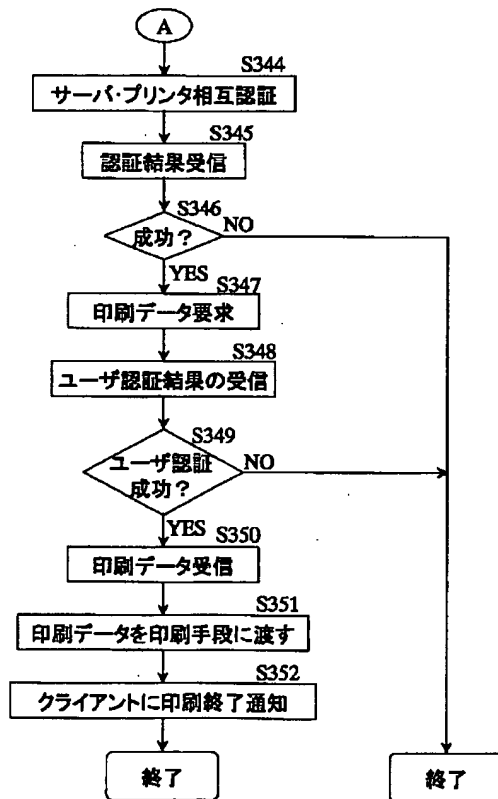 A
S344
サーバ・プリンタ相互認証
S345
認証結果受信
S346
成功?
NO
YES
S347
印刷データ要求
S348
ユーザ認証結果の受信
S349
ユーザ認証
成功?
NO
YES
S350
印刷データ受信
S351
印刷データを印刷手段に渡す
S352
クライアントに印刷終了通知
終了
終了